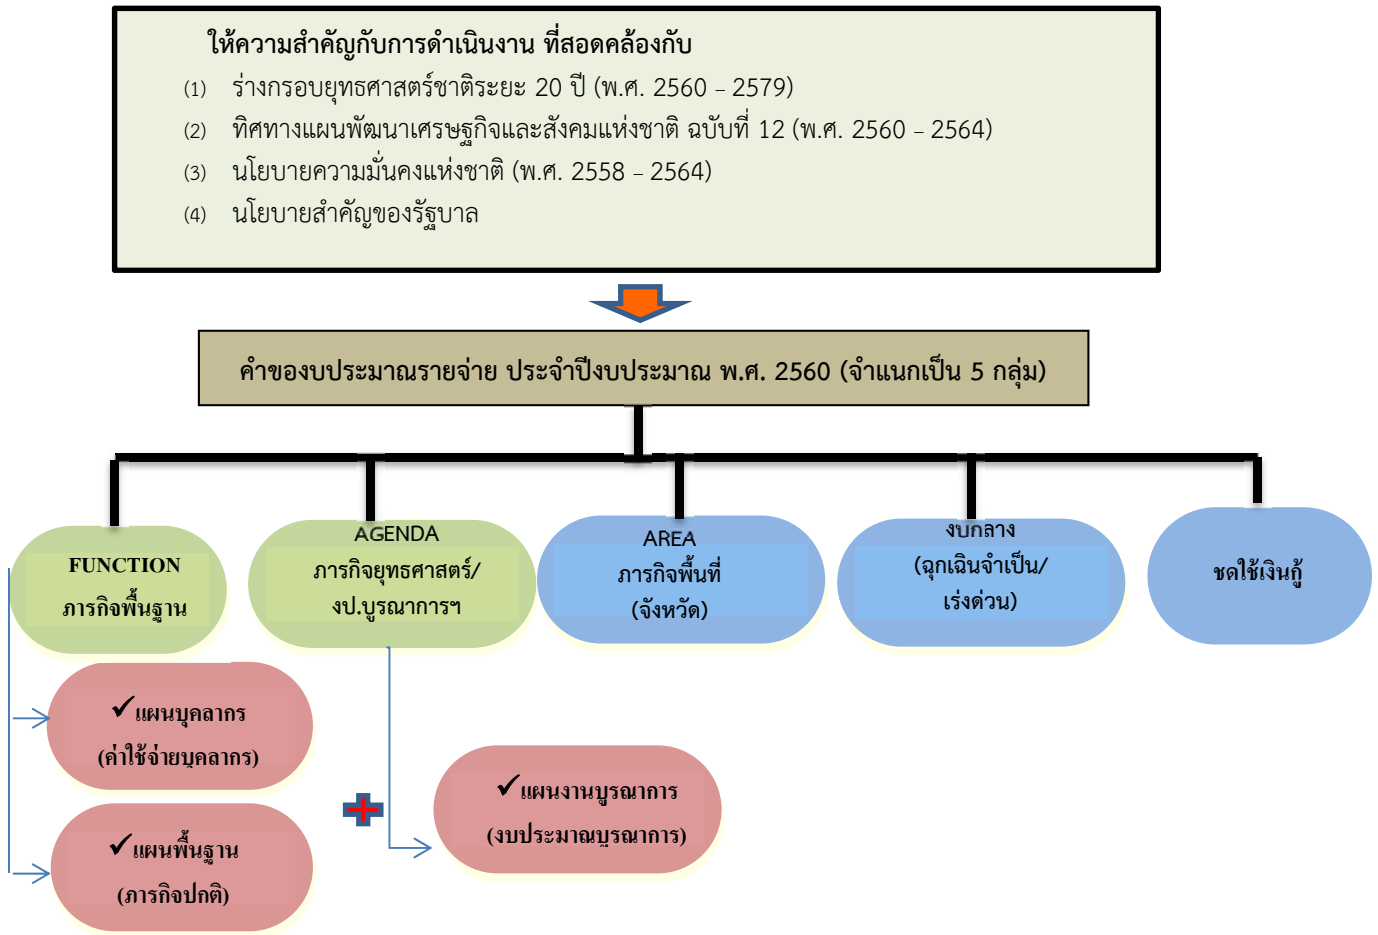 ให้ความสำคัญกับการดำเนินงาน ที่สอดคล้องกับ
(1) ร่างกรอบยุทธศาสตร์ชาติระยะ 20 ปี (พ.ศ. 2560 – 2579)
(2) ทิศทางแผนพัฒนาเศรษฐกิจและสังคมแห่งชาติ ฉบับที่ 12 (พ.ศ. 2560 – 2564)
(3) นโยบายความมั่นคงแห่งชาติ (พ.ศ. 2558 – 2564)
(4) นโยบายสำคัญของรัฐบาล
คำของบประมาณรายจ่าย ประจำปีงบประมาณ พ.ศ. 2560 (จำแนกเป็น 5 กลุ่ม)
FUNCTION
ภารกิจพื้นฐาน
AGENDA
ภารกิจยุทธศาสตร์/
งป.บูรณาการฯ
AREA
ภารกิจพื้นที่
(จังหวัด)
งบกลาง
(ฉุกเฉินจำเป็น/
เร่งด่วน)
ชดใช้เงินกู้
✓แผนบุคลากร
(ค่าใช้จ่ายบุคลากร)
✓แผนพื้นฐาน
(ภารกิจปกติ)
✓แผนงานบูรณาการ
(งบประมาณบูรณาการ)